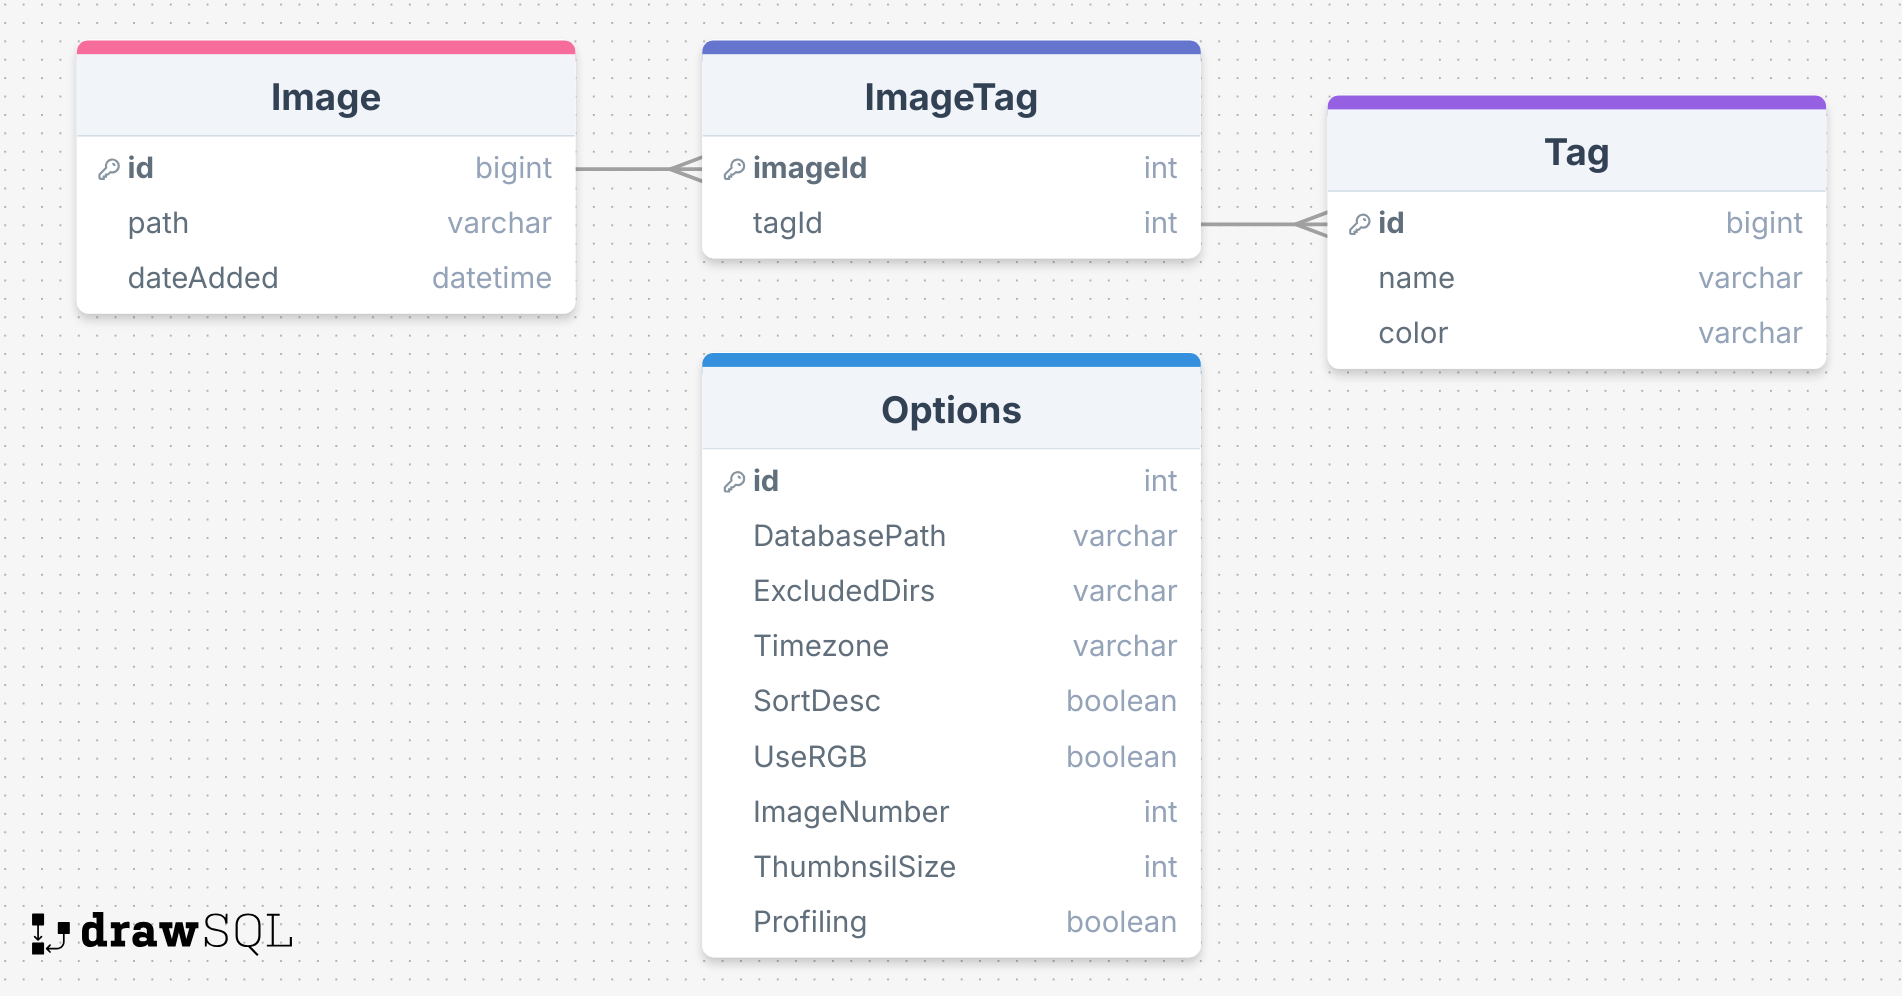 Image
id bigint
path varchar
dateAdded datetime
ImageTag
imageId int
tagId int
Tag
id bigint
name varchar
color varchar
Options
id int
DatabasePath varchar
ExcludedDirs varchar
Timezone varchar
SortDesc boolean
UseRGB boolean
ImageNumber int
ThumbnsilSize int
Profiling boolean
drawSQL